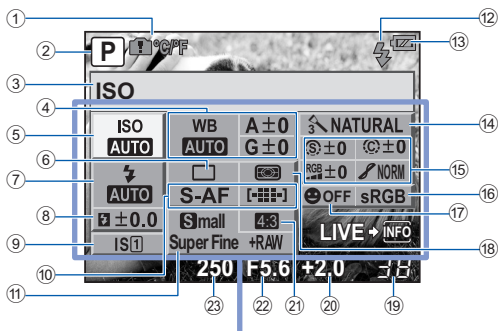 ① ② ③ ④ ⑤ ⑥ ⑦ ⑧ ⑨ ⑩ ⑪ ⑫ ⑬ ⑭ ⑮ ⑯ ⑰ ⑱ ⑲ ⑳ ㉑ ㉒ ㉓
P °C/°F
ISO
ISO AUTO WB AUTO A±0 G±0 3 NATURAL
S±0 C±0
AUTO RGB±0 NORM
±0.0 S-AF OFF sRGB
IS1 Small 4:3 LIVE INFO
Super Fine +RAW
250 F5.6 +2.0 38